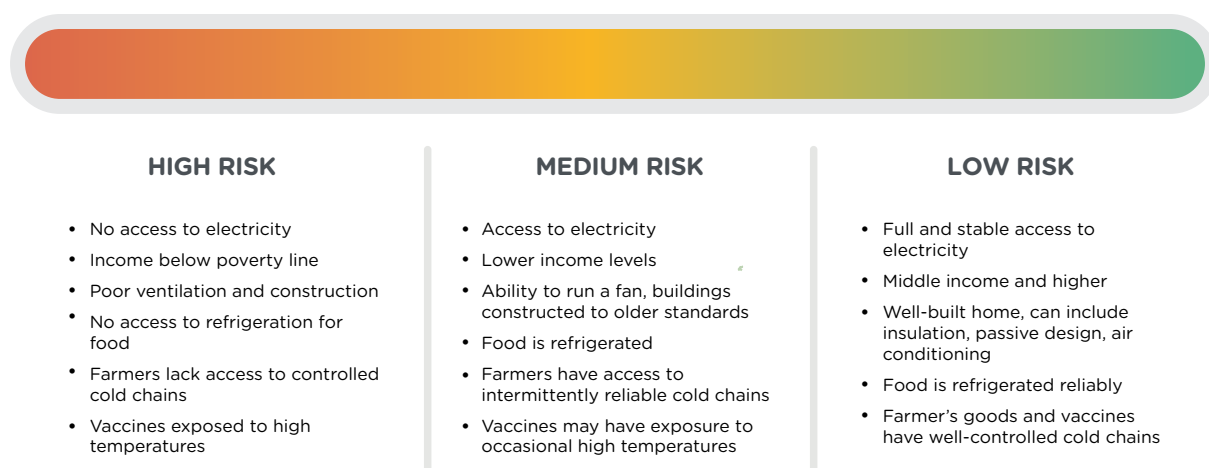 HIGH RISK
• No access to electricity
• Income below poverty line
• Poor ventilation and construction
• No access to refrigeration for
food
• Farmers lack access to controlled
cold chains
• Vaccines exposed to high
temperatures
MEDIUM RISK
• Access to electricity
• Lower income levels
• Ability to run a fan, buildings
constructed to older standards
• Food is refrigerated
• Farmers have access to
intermittently reliable cold chains
• Vaccines may have exposure to
occasional high temperatures
LOW RISK
• Full and stable access to
electricity
• Middle income and higher
• Well-built home, can include
insulation, passive design, air
conditioning
• Food is refrigerated reliably
• Farmer’s goods and vaccines
have well-controlled cold chains